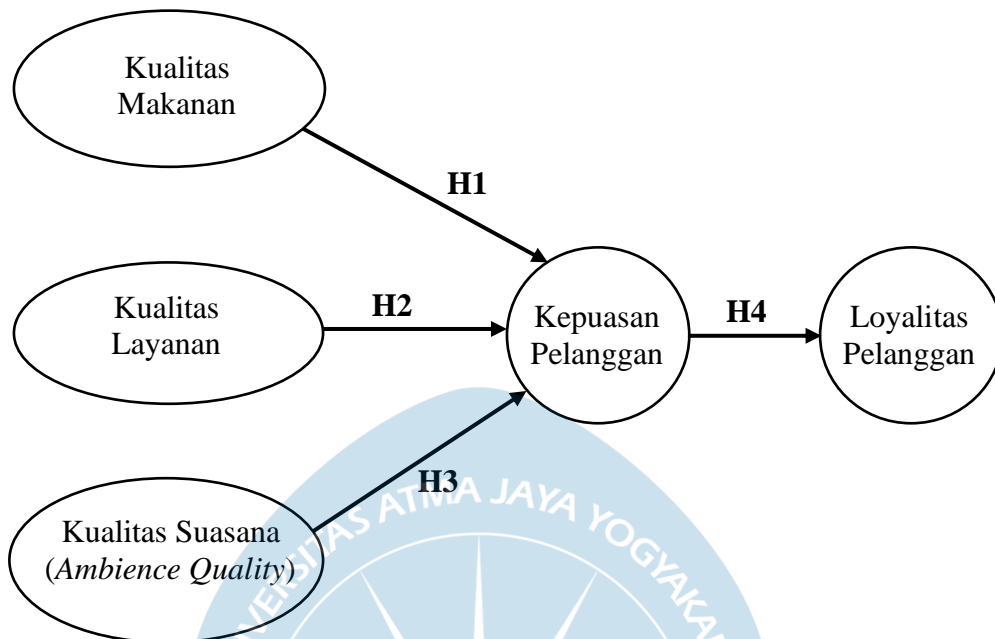 Kualitas
Makanan
H1
Kualitas
Layanan
H2
Kepuasan
Pelanggan
H4
Loyalitas
Pelanggan
H3
Kualitas Suasana
(Ambience Quality)
VERSITAS ATMA JAYA YOGYAKA